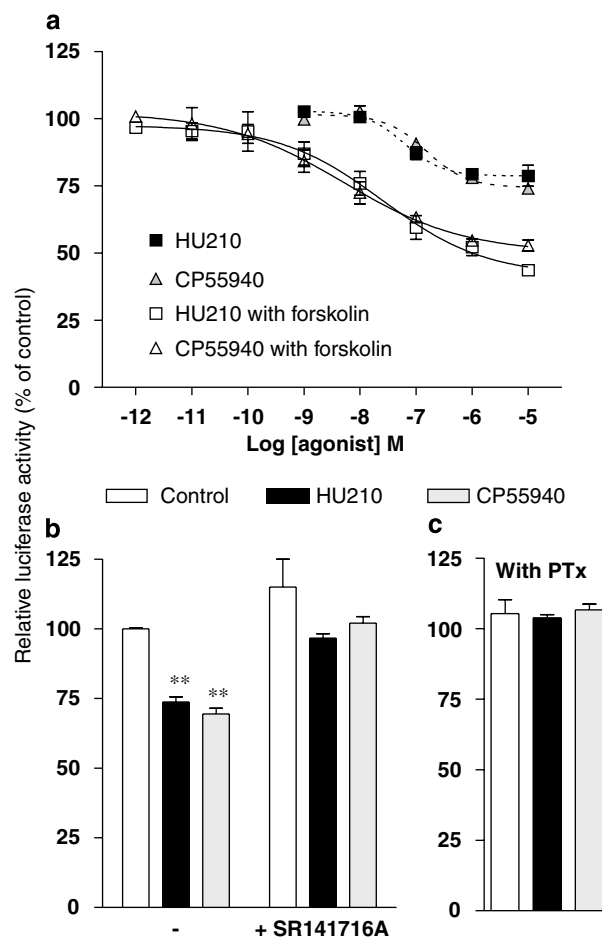 a
125
100
75
50
25
0
HU210
CP55940
HU210 with forskolin
CP55940 with forskolin
-12 -11 -10 -9 -8 -7 -6 -5
Log [agonist] M
Relative luciferase activity (% of control)
Control HU210 CP55940
b
125
100
75
50
25
0
** **
- + SR141716A
c
With PTx
125
100
75
50
25
0